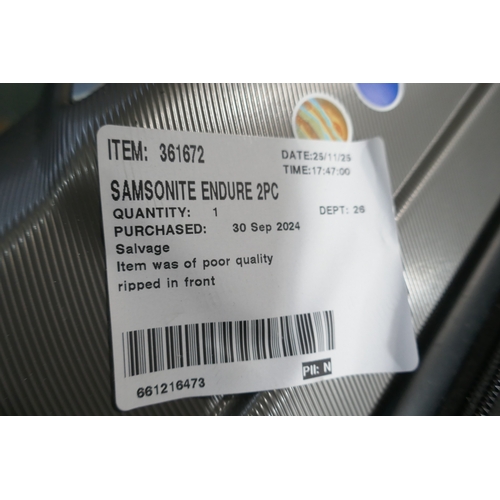 ITEM: 361672
DATE:25/11/25
TIME:17:47:00
SAMSONITE ENDURE 2PC
QUANTITY: 1 DEPT: 26
PURCHASED: 30 Sep 2024
Salvage
Item was of poor quality
ripped in front
661216473
PII: N